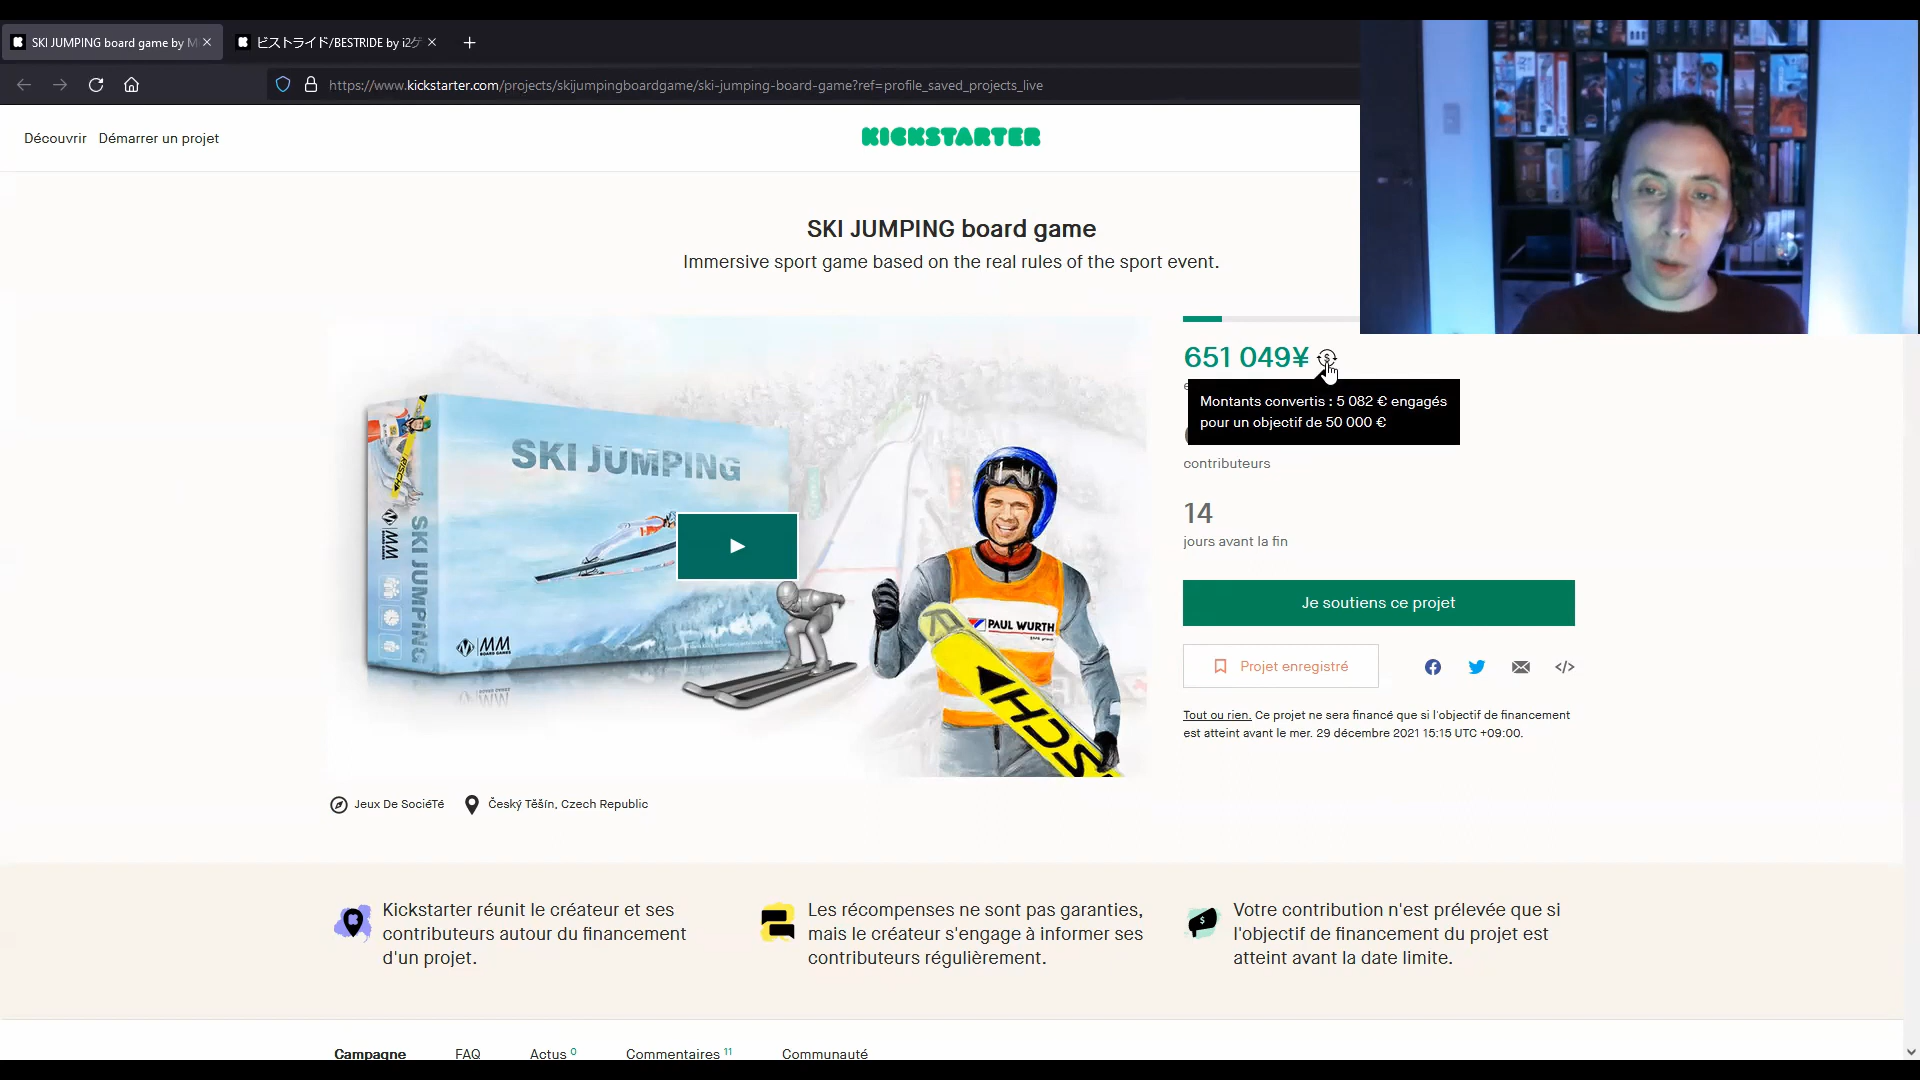 SKI JUMPING board game by M
ビストライド/BESTRIDE by i2ゲ
https://www.kickstarter.com/projects/skijumpingboardgame/ski-jumping-board-game?ref=profile_saved_projects_live
Découvrir Démarrer un projet
KICKSTARTER
SKI JUMPING board game
Immersive sport game based on the real rules of the sport event.
651 049¥
Montants convertis : 5 082 € engagés
pour un objectif de 50 000 €
contributeurs
14
jours avant la fin
Je soutiens ce projet
Projet enregistré
Tout ou rien. Ce projet ne sera financé que si l'objectif de financement
est atteint avant le mer. 29 décembre 2021 15:15 UTC +09:00.
SKI JUMPING
SKI JUMPING
MM
MM
BOARD GAMES
PAUL WURTH
Jeux De SociéTé
Český Těšín, Czech Republic
Kickstarter réunit le créateur et ses
contributeurs autour du financement
d'un projet.
Les récompenses ne sont pas garanties,
mais le créateur s'engage à informer ses
contributeurs régulièrement.
Votre contribution n'est prélevée que si
l'objectif de financement du projet est
atteint avant la date limite.
Campagne FAQ Actus 0 Commentaires 11 Communauté